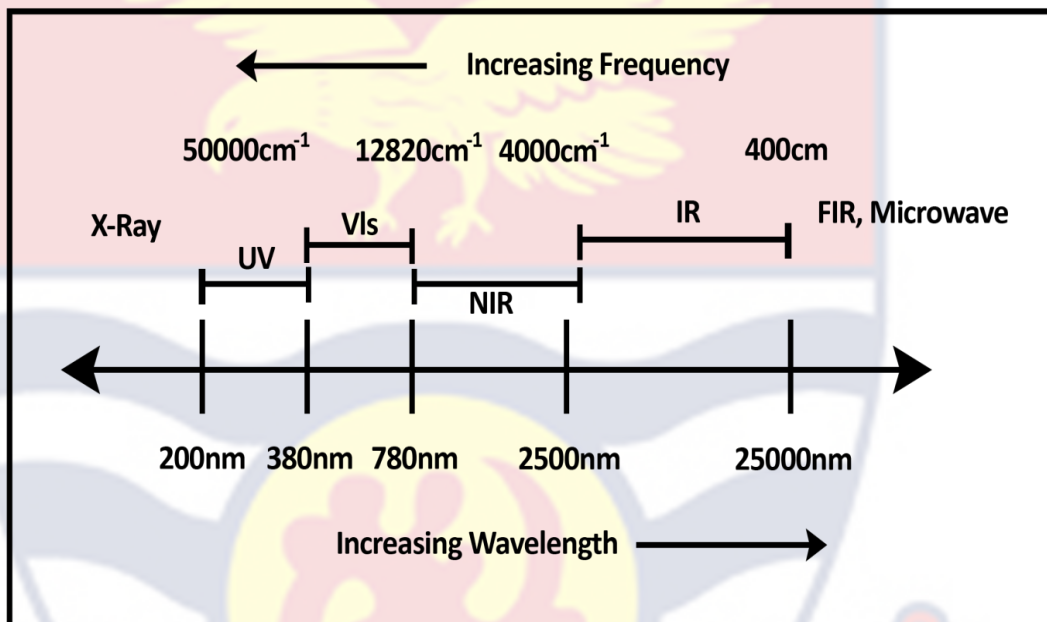 Increasing Frequency
50000cm⁻¹ 12820cm⁻¹ 4000cm⁻¹ 400cm
X-Ray UV Vls NIR IR FIR, Microwave
200nm 380nm 780nm 2500nm 25000nm
Increasing Wavelength